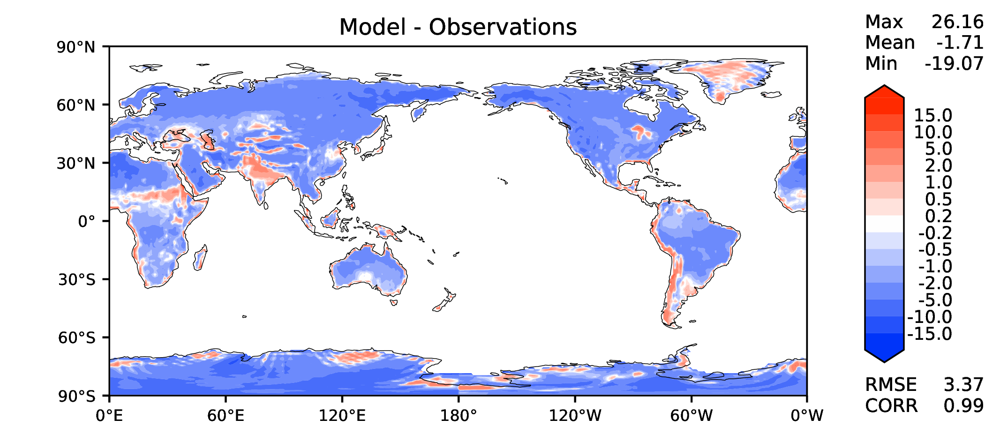 Model - Observations
Max 26.16
Mean -1.71
Min -19.07
90°N
60°N
30°N
0°
30°S
60°S
90°S
0°E 60°E 120°E 180° 120°W 60°W 0°W
15.0
10.0
5.0
2.0
1.0
0.5
0.2
-0.2
-0.5
-1.0
-2.0
-5.0
-10.0
-15.0
RMSE 3.37
CORR 0.99